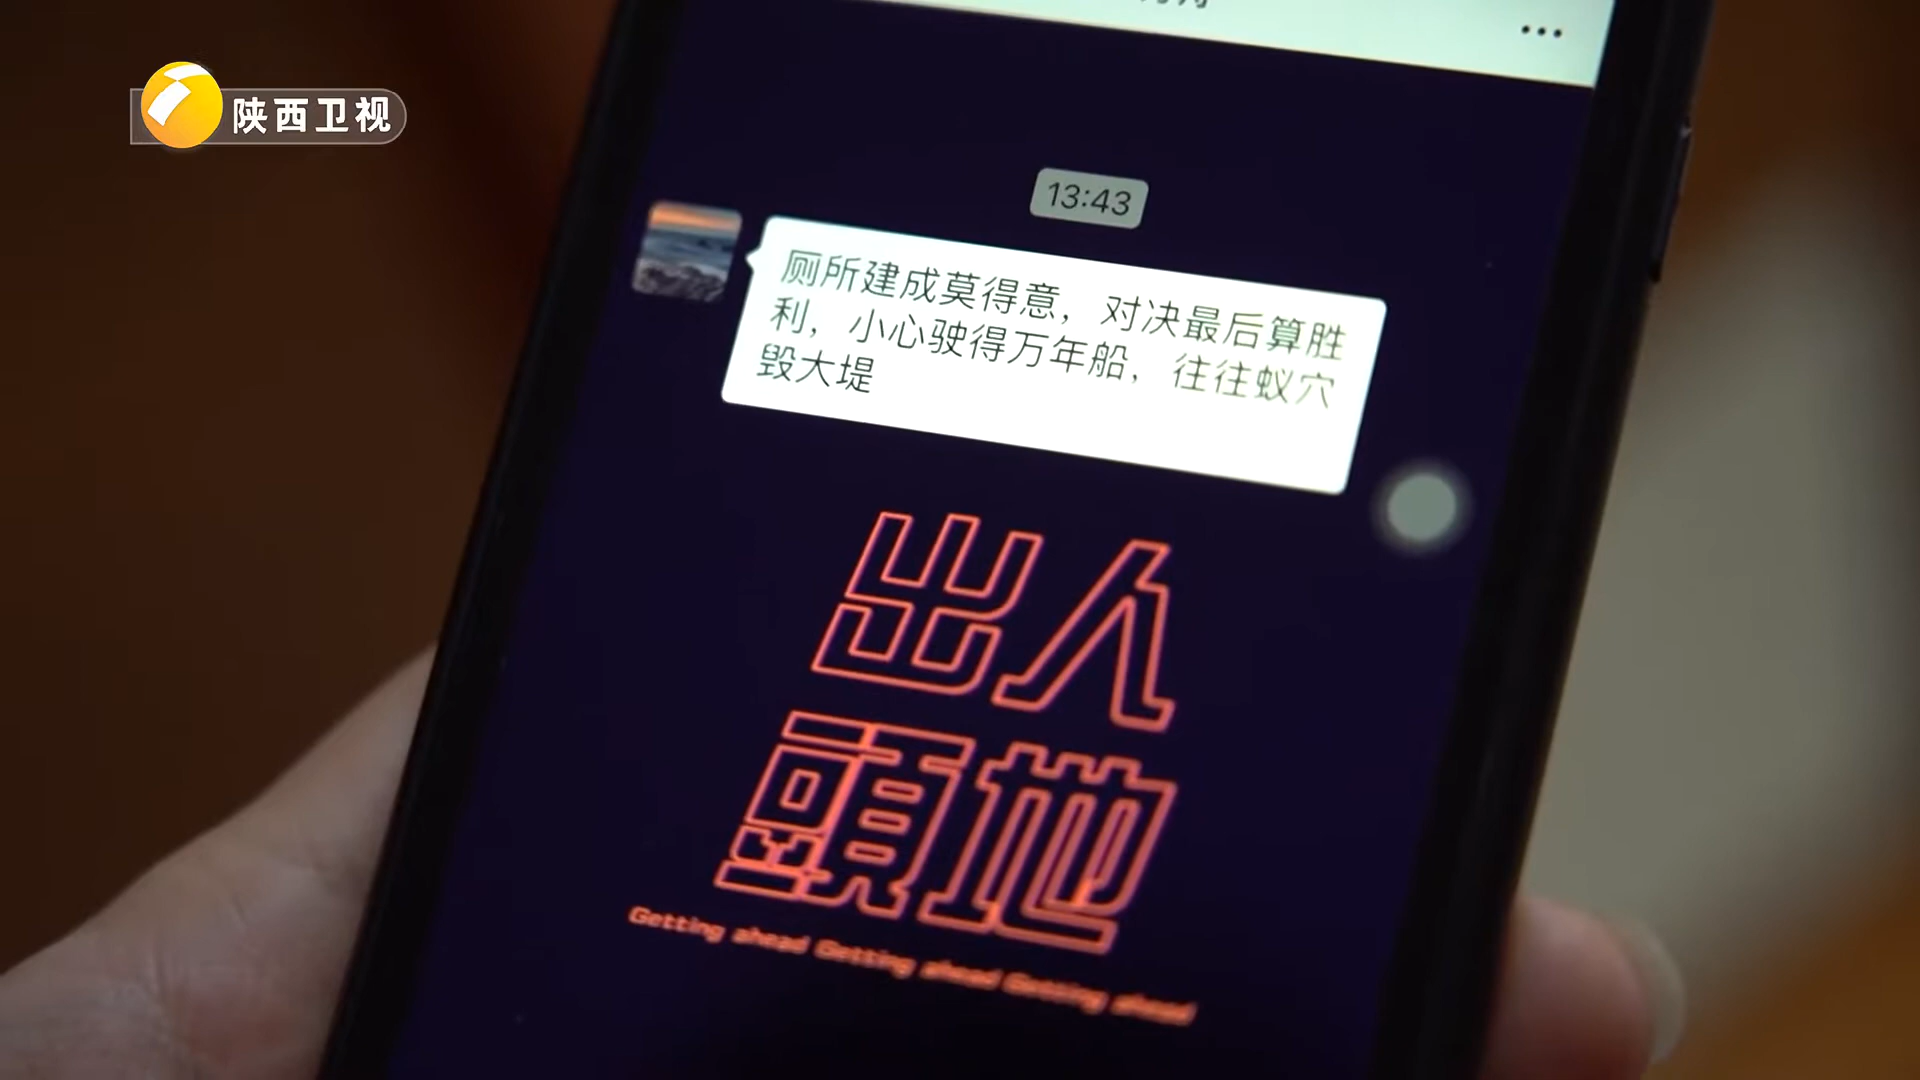 陕西卫视
13:43
厕所建成莫得意，对决最后算胜
利，小心驶得万年船，往往蚁穴
毁大堤
出人
頭地
Getting ahead Getting ahead Getting ahead